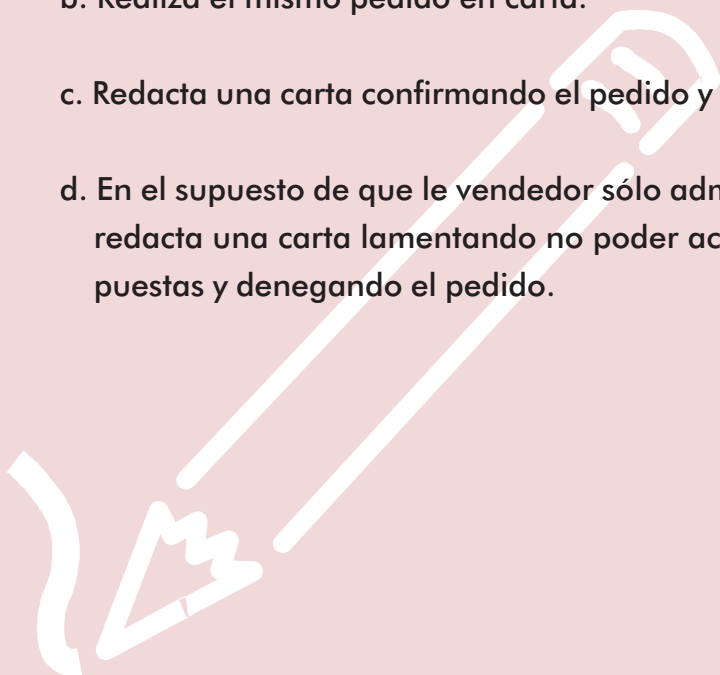 b. Realiza el mismo pedido en carta.
c. Redacta una carta confirmando el pedido y
d. En el supuesto de que le vendedor sólo adm
redacta una carta lamentando no poder ac
puestas y denegando el pedido.